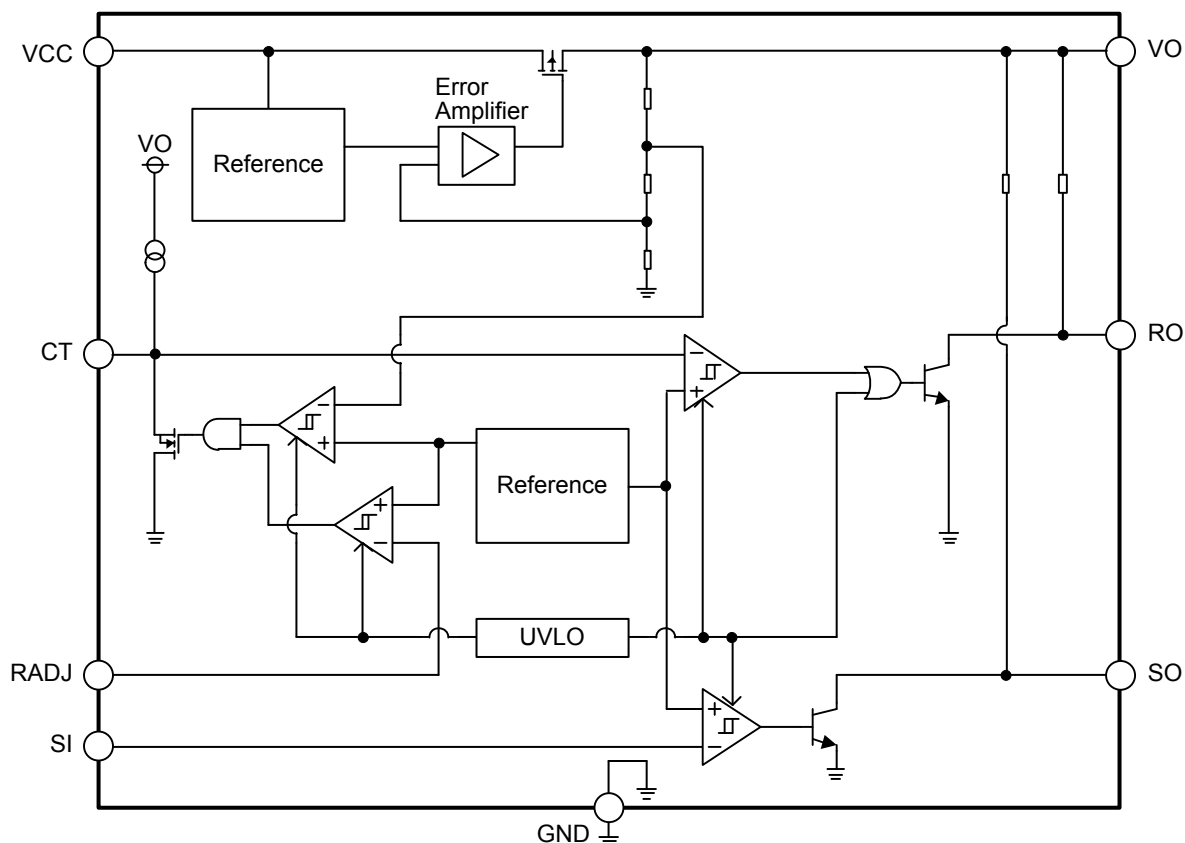 VCC
VO
Error
Amplifier
VO
Reference
CT
−
+
RO
−
+
Reference
+
−
UVLO
RADJ
SO
+
−
SI
GND